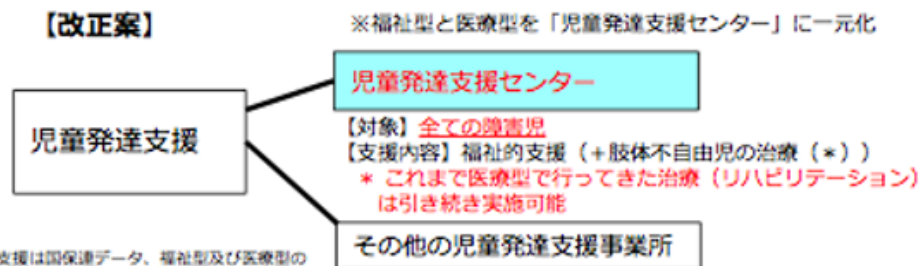 【改正案】
※福祉型と医療型を「児童発達支援センター」に一元化
児童発達支援センター
児童発達支援
【対象】全ての障害児
【支援内容】福祉的支援（+肢体不自由児の治療（*））
* これまで医療型で行ってきた治療（リハビリテーション）
は引き続き実施可能
その他の児童発達支援事業所
支援は国保連データ、福祉型及び医療型の